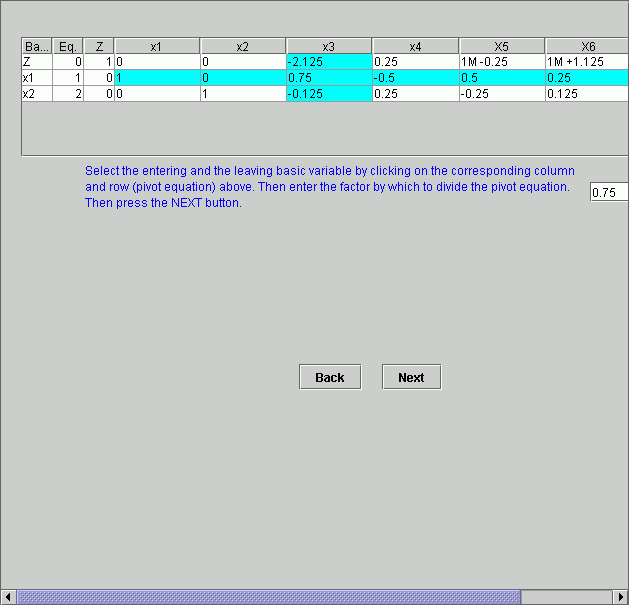 Ba... Eq. Z x1 x2 x3 x4 X5 X6
Z 0 1 0 0 -2.125 0.25 1M -0.25 1M +1.125
x1 1 0 1 0 0.75 -0.5 0.5 0.25
x2 2 0 0 1 -0.125 0.25 -0.25 0.125
Select the entering and the leaving basic variable by clicking on the corresponding column
and row (pivot equation) above. Then enter the factor by which to divide the pivot equation.
Then press the NEXT button.
0.75
Back Next